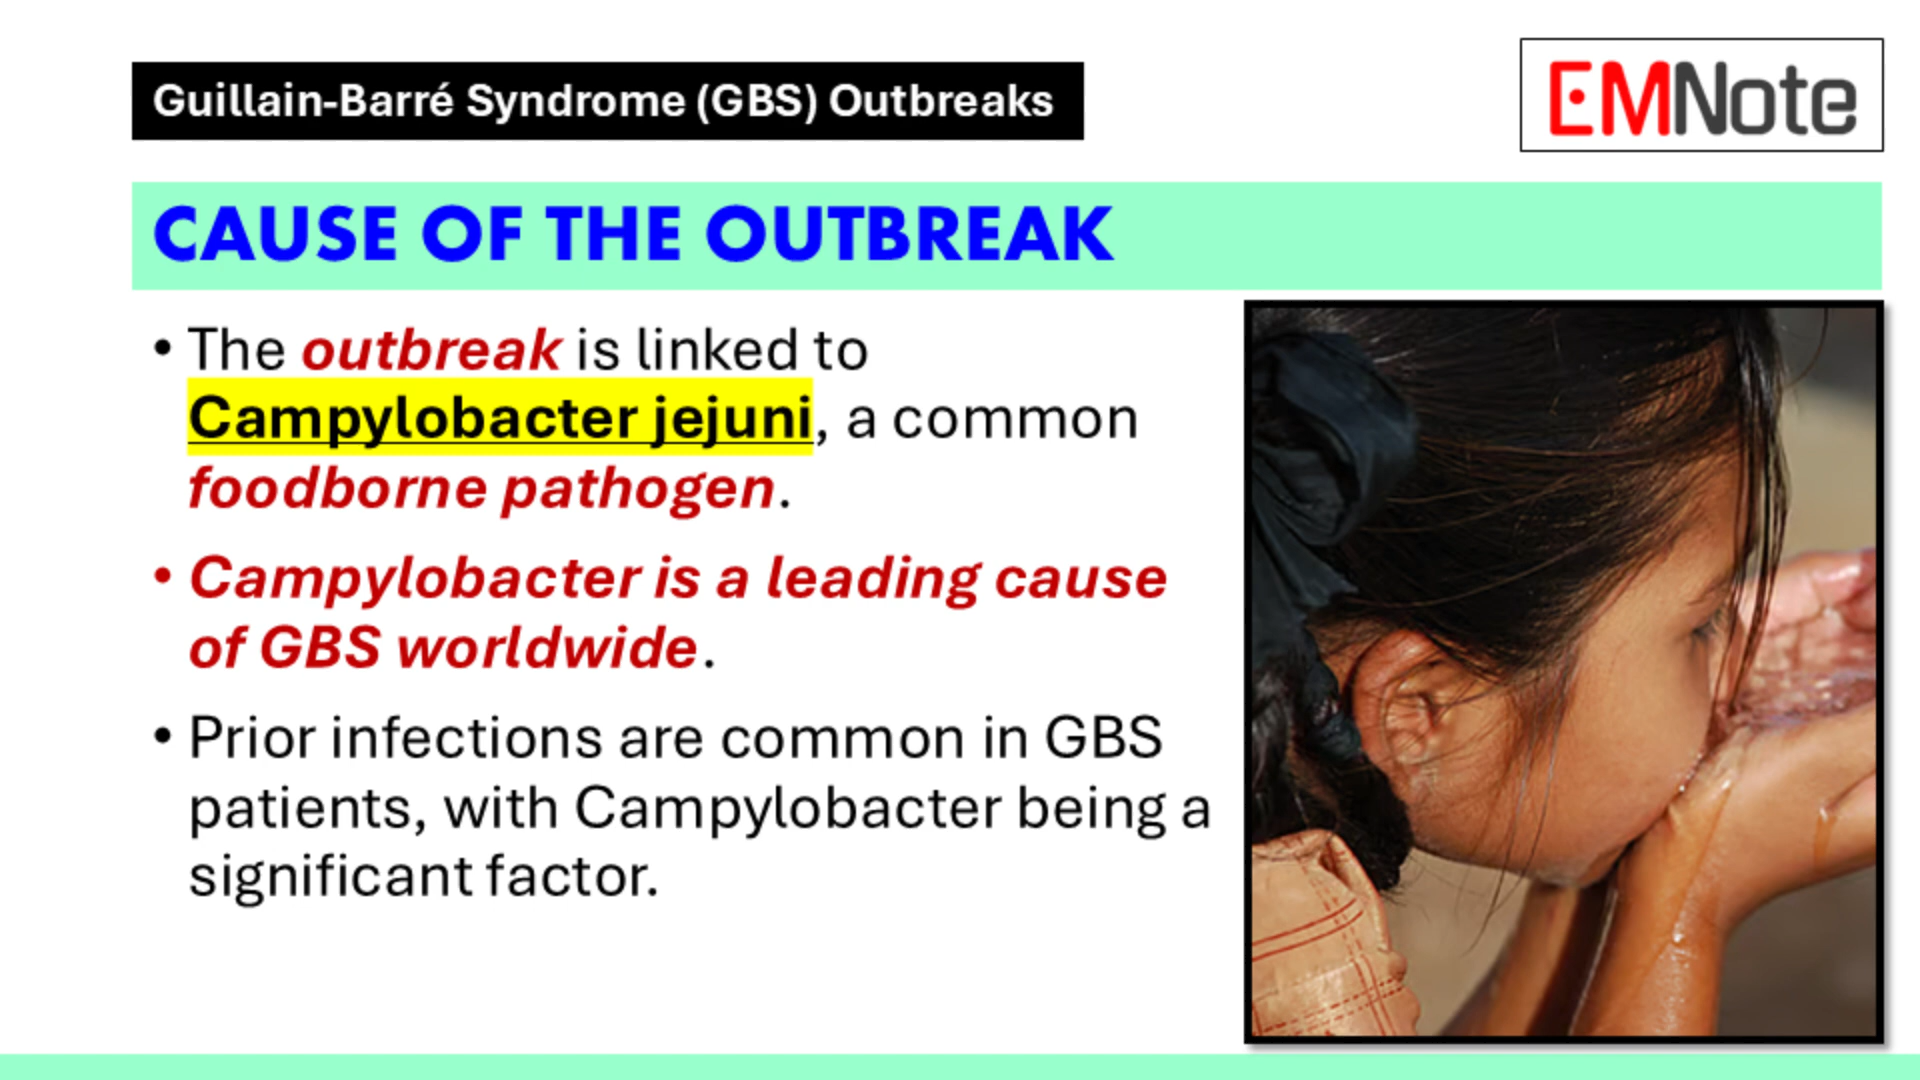 Guillain-Barré Syndrome (GBS) Outbreaks
EMNote
CAUSE OF THE OUTBREAK
• The outbreak is linked to
Campylobacter jejuni, a common
foodborne pathogen.
• Campylobacter is a leading cause
of GBS worldwide.
• Prior infections are common in GBS
patients, with Campylobacter being a
significant factor.